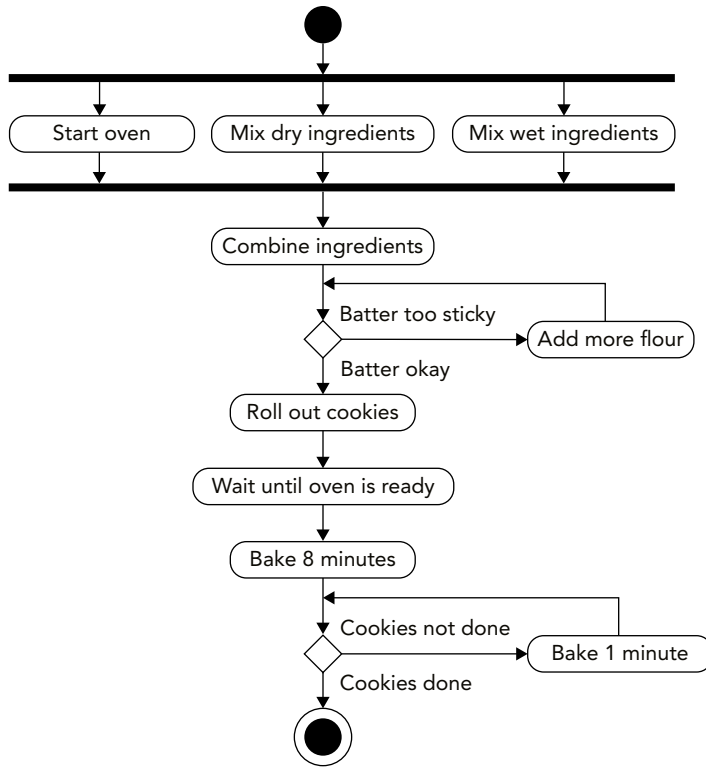 Start oven
Mix dry ingredients
Mix wet ingredients
Combine ingredients
Batter too sticky
Add more flour
Batter okay
Roll out cookies
Wait until oven is ready
Bake 8 minutes
Cookies not done
Bake 1 minute
Cookies done